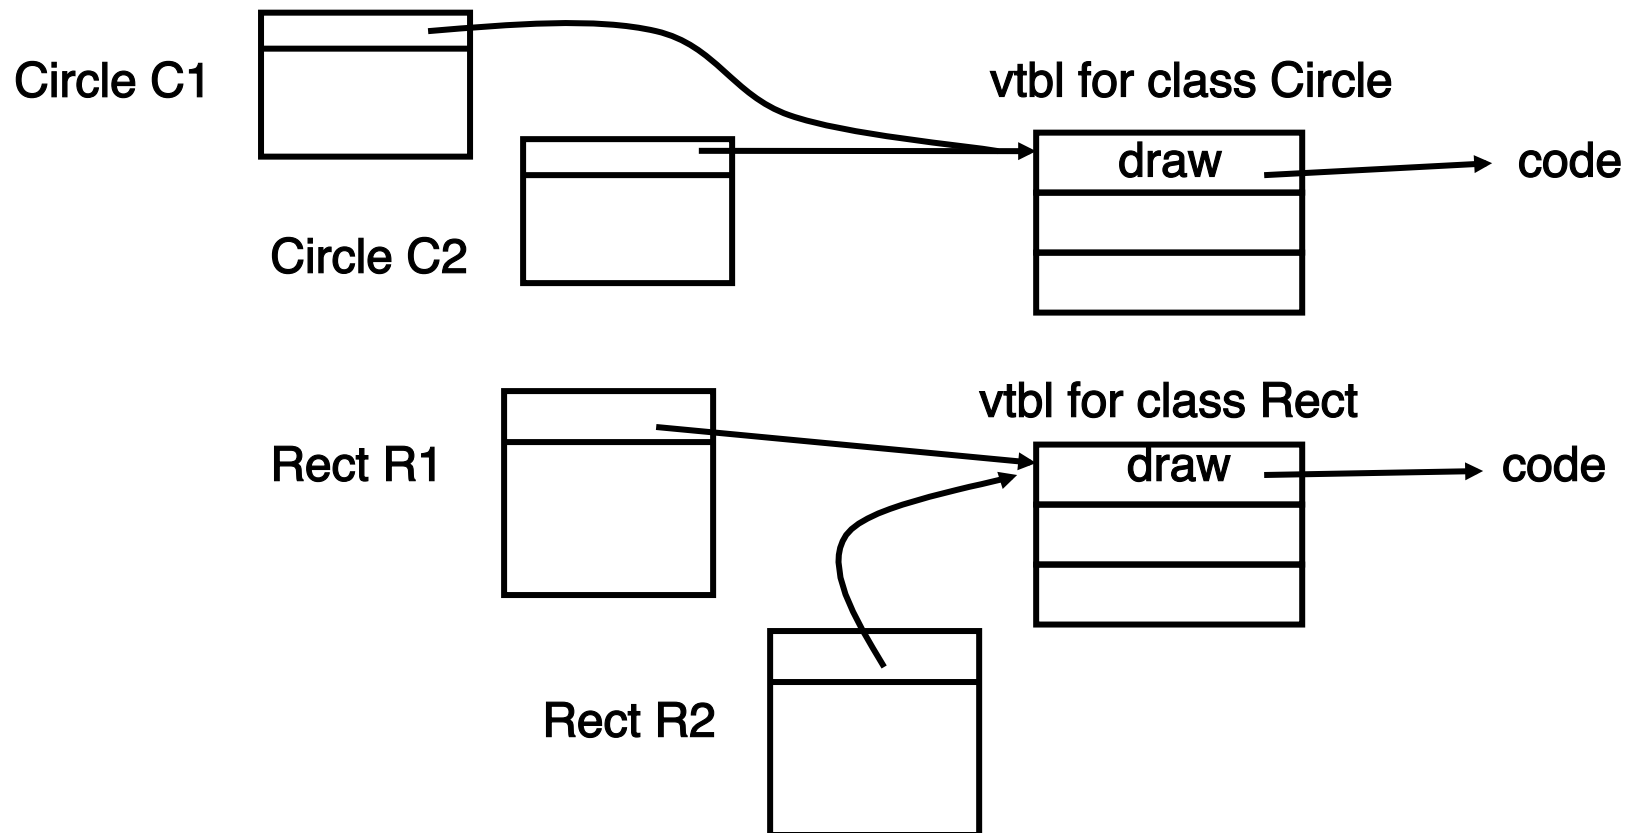 Circle C1
vtbl for class Circle
draw
code
Circle C2
vtbl for class Rect
Rect R1
draw
code
Rect R2